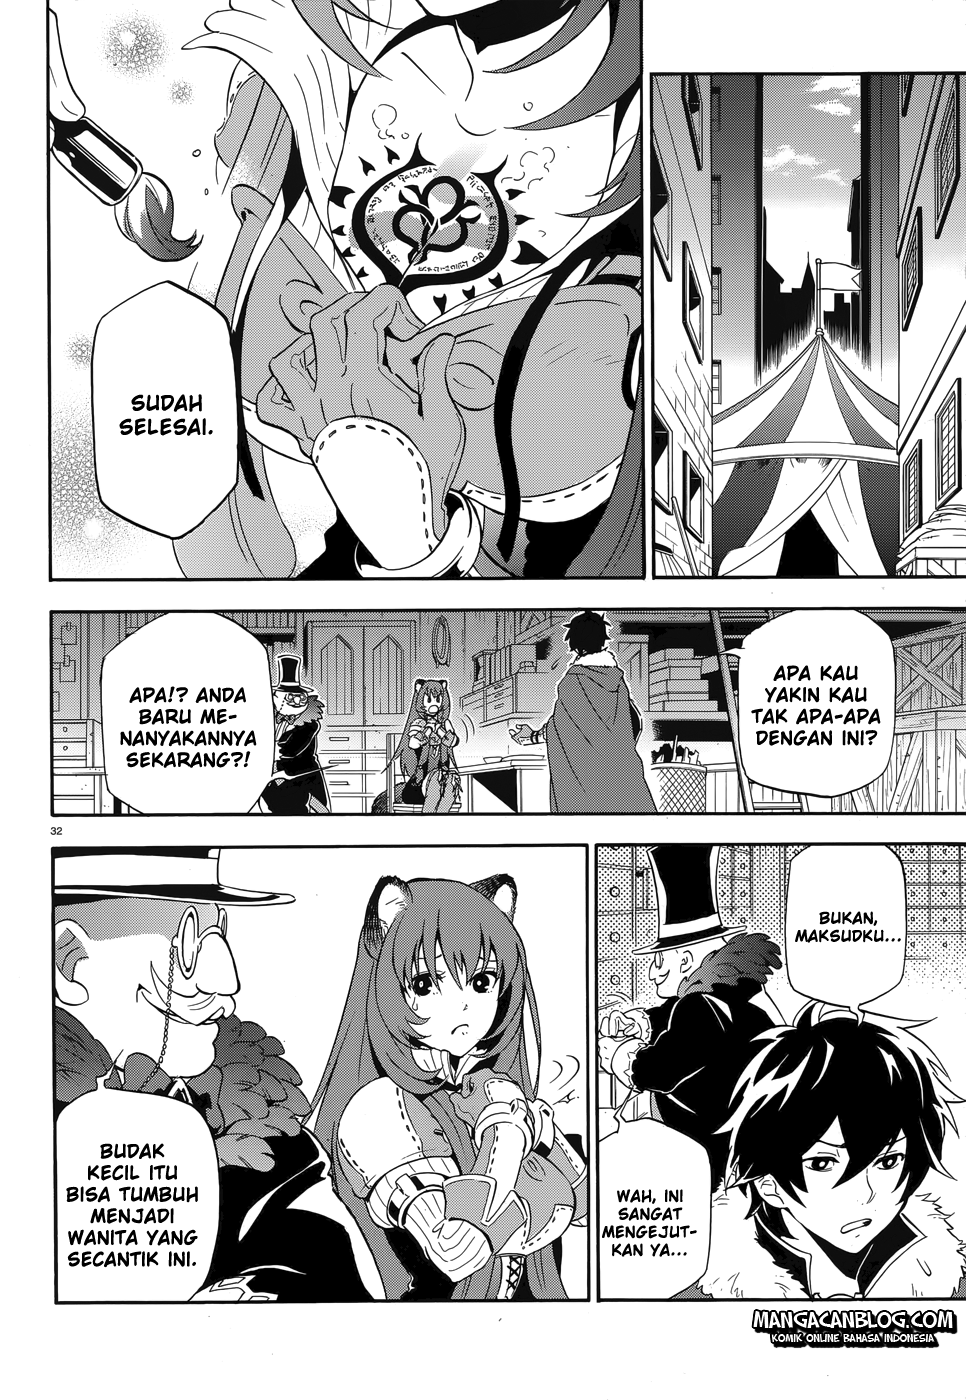 SUDAH
SELESAI.
APA KAU
YAKIN KAU
TAK APA-APA
DENGAN INI?
APA!? ANDA
BARU ME-
NANYAKANNYA
SEKARANG?!
32
BUKAN,
MAKSUDKU...
WAH, INI
SANGAT
MENGEJUT-
KAN YA...
BUDAK
KECIL ITU
BISA TUMBUH
MENJADI
WANITA YANG
SECANTIK INI.
MANGACANBLOG.COM
KOMIK ONLINE BAHASA INDONESIA